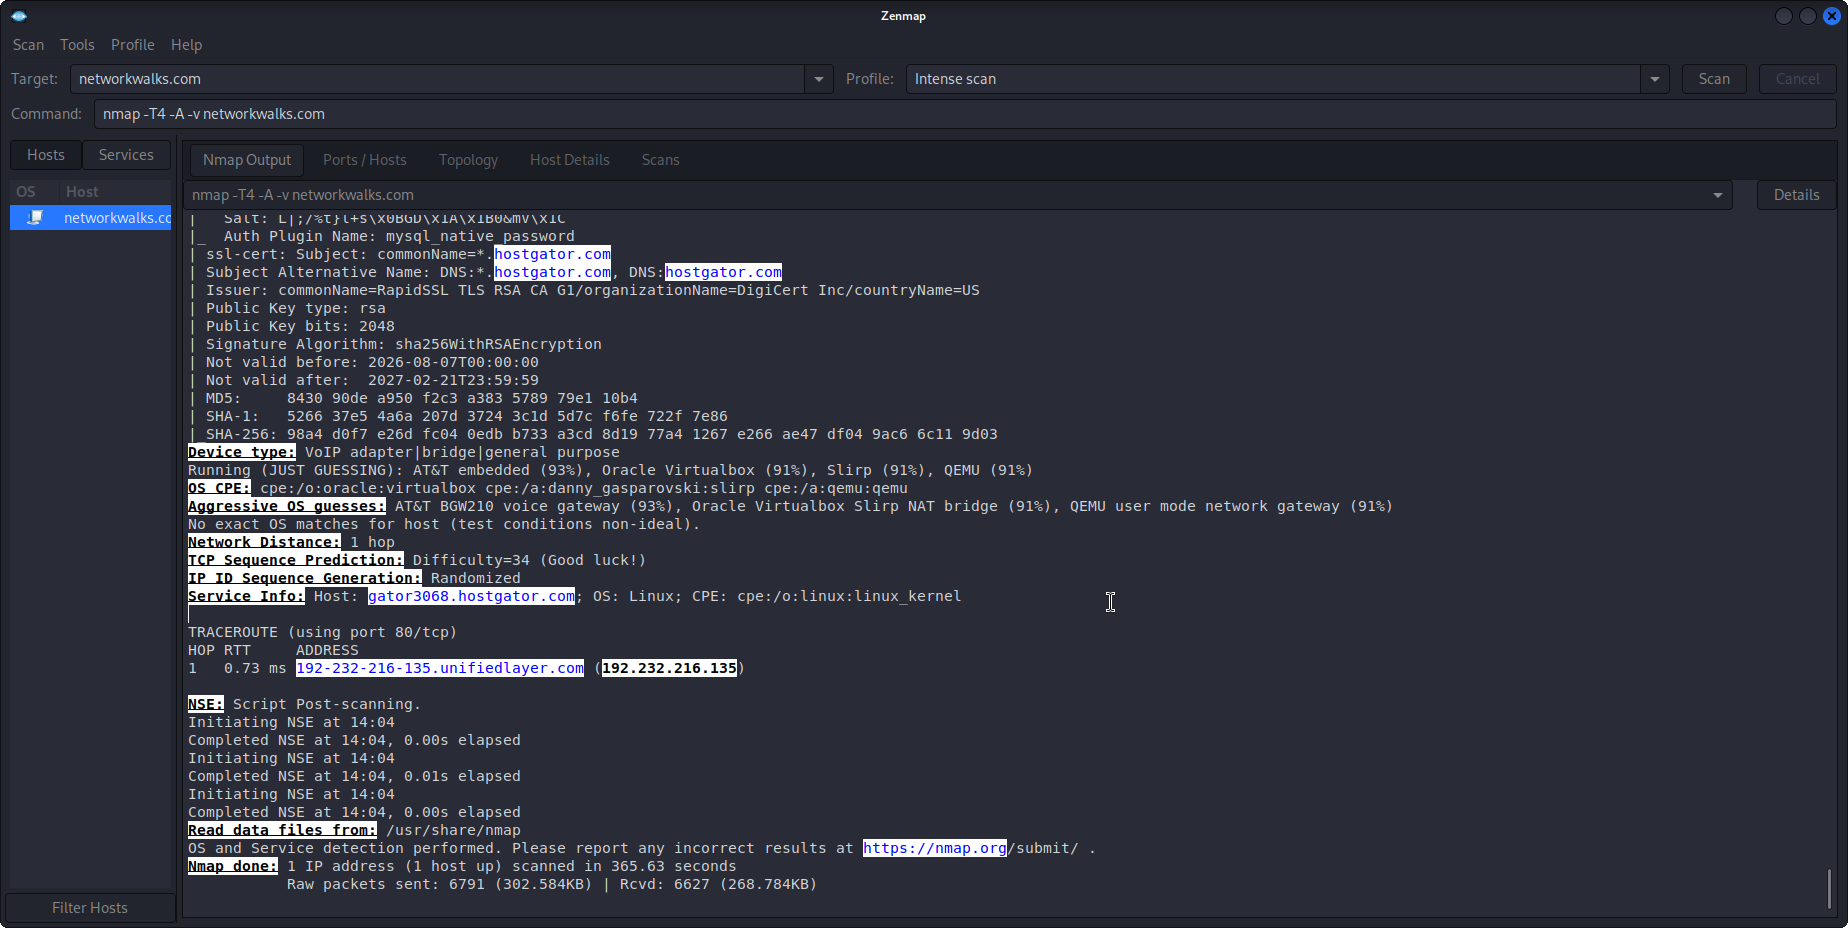 Zenmap
Scan Tools Profile Help
Target: networkwalks.com Profile: Intense scan Scan Cancel
Command: nmap -T4 -A -v networkwalks.com
Hosts Services
Nmap Output Ports / Hosts Topology Host Details Scans
OS Host
nmap -T4 -A -v networkwalks.com Details
networkwalks.cc
| Salt: L|;/%t}l+s\x0BGD\x1A\x1B0&mV\x1C
|_ Auth Plugin Name: mysql_native_password
| ssl-cert: Subject: commonName=*.hostgator.com
| Subject Alternative Name: DNS:*.hostgator.com, DNS:hostgator.com
| Issuer: commonName=RapidSSL TLS RSA CA G1/organizationName=DigiCert Inc/countryName=US
| Public Key type: rsa
| Public Key bits: 2048
| Signature Algorithm: sha256WithRSAEncryption
| Not valid before: 2026-08-07T00:00:00
| Not valid after: 2027-02-21T23:59:59
| MD5: 8430 90de a950 f2c3 a383 5789 79e1 10b4
| SHA-1: 5266 37e5 4a6a 207d 3724 3c1d 5d7c f6fe 722f 7e86
|_SHA-256: 98a4 d0f7 e26d fc04 0edb b733 a3cd 8d19 77a4 1267 e266 ae47 df04 9ac6 6c11 9d03
Device type: VoIP adapter|bridge|general purpose
Running (JUST GUESSING): AT&T embedded (93%), Oracle Virtualbox (91%), Slirp (91%), QEMU (91%)
OS CPE: cpe:/o:oracle:virtualbox cpe:/a:danny_gasparovski:slirp cpe:/a:qemu:qemu
Aggressive OS guesses: AT&T BGW210 voice gateway (93%), Oracle Virtualbox Slirp NAT bridge (91%), QEMU user mode network gateway (91%)
No exact OS matches for host (test conditions non-ideal).
Network Distance: 1 hop
TCP Sequence Prediction: Difficulty=34 (Good luck!)
IP ID Sequence Generation: Randomized
Service Info: Host: gator3068.hostgator.com; OS: Linux; CPE: cpe:/o:linux:linux_kernel
TRACEROUTE (using port 80/tcp)
HOP RTT ADDRESS
1 0.73 ms 192-232-216-135.unifiedlayer.com (192.232.216.135)
NSE: Script Post-scanning.
Initiating NSE at 14:04
Completed NSE at 14:04, 0.00s elapsed
Initiating NSE at 14:04
Completed NSE at 14:04, 0.01s elapsed
Initiating NSE at 14:04
Completed NSE at 14:04, 0.00s elapsed
Read data files from: /usr/share/nmap
OS and Service detection performed. Please report any incorrect results at https://nmap.org/submit/ .
Nmap done: 1 IP address (1 host up) scanned in 365.63 seconds
Raw packets sent: 6791 (302.584KB) | Rcvd: 6627 (268.784KB)
Filter Hosts